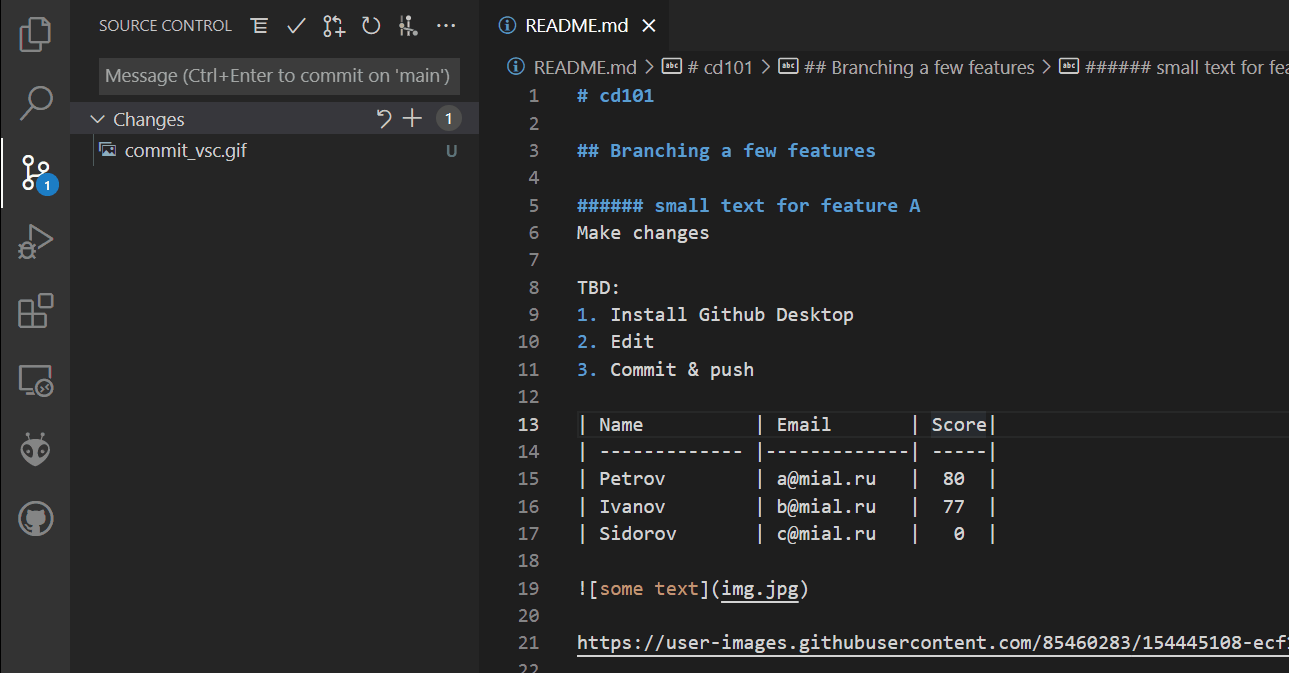 SOURCE CONTROL
Message (Ctrl+Enter to commit on 'main')
Changes 1
commit_vsc.gif U
1
README.md
README.md > # cd101 > ## Branching a few features > ###### small text for fea
1 # cd101
2
3 ## Branching a few features
4
5 ###### small text for feature A
6 Make changes
7
8 TBD:
9 1. Install Github Desktop
10 2. Edit
11 3. Commit & push
12
13 | Name          | Email       | Score|
14 | ------------- |-------------| -----|
15 | Petrov        | a@mial.ru   |  80  |
16 | Ivanov        | b@mial.ru   |  77  |
17 | Sidorov       | c@mial.ru   |   0  |
18
19 ![some text](img.jpg)
20
21 https://user-images.githubusercontent.com/85460283/154445108-ecf
22